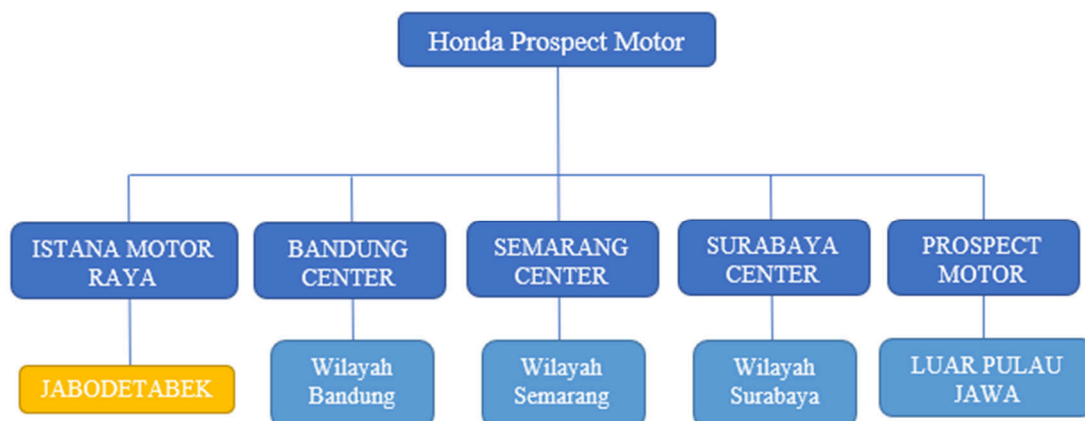 Honda Prospect Motor
ISTANA MOTOR
RAYA
BANDUNG
CENTER
SEMARANG
CENTER
SURABAYA
CENTER
PROSPECT
MOTOR
JABODETABEK
Wilayah
Bandung
Wilayah
Semarang
Wilayah
Surabaya
LUAR PULAU
JAWA